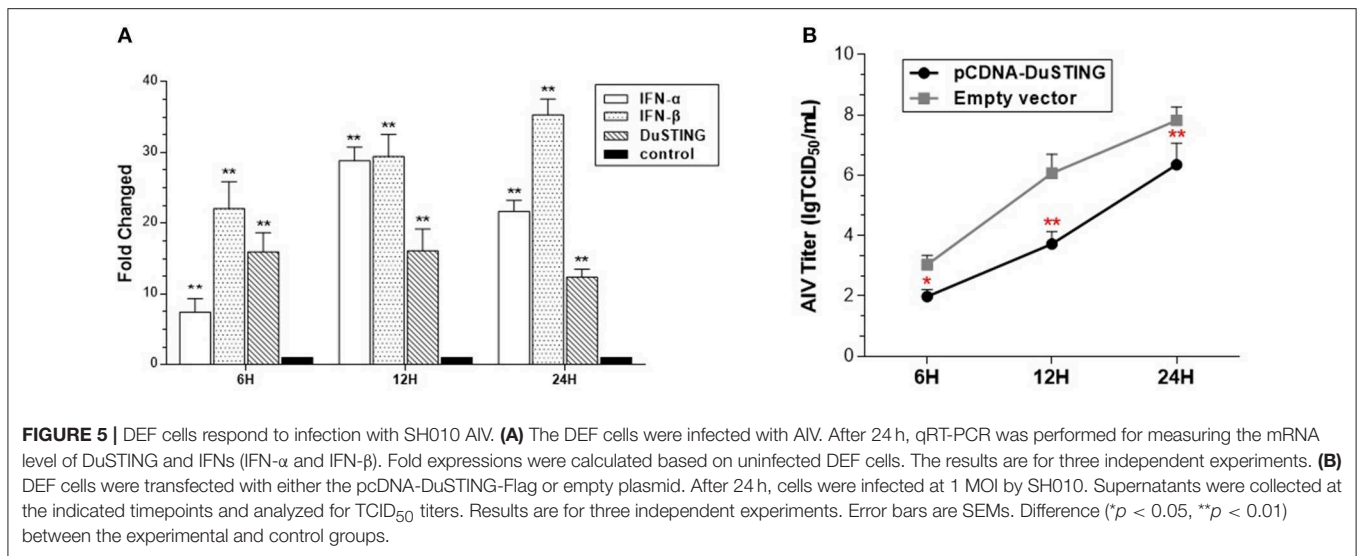 A
Fold Changed
40
30
20
10
0
** ** **
** ** **
** ** **
IFN-α
IFN-β
DuSTING
control
6H 12H 24H
B
AIV Titer (lgTCID50/mL)
10
8
6
4
2
0
pCDNA-DuSTING
Empty vector
*
**
**
6H 12H 24H
FIGURE 5 | DEF cells respond to infection with SH010 AIV. (A) The DEF cells were infected with AIV. After 24 h, qRT-PCR was performed for measuring the mRNA
level of DuSTING and IFNs (IFN-α and IFN-β). Fold expressions were calculated based on uninfected DEF cells. The results are for three independent experiments. (B)
DEF cells were transfected with either the pcDNA-DuSTING-Flag or empty plasmid. After 24 h, cells were infected at 1 MOI by SH010. Supernatants were collected at
the indicated timepoints and analyzed for TCID50 titers. Results are for three independent experiments. Error bars are SEMs. Difference (*p < 0.05, **p < 0.01)
between the experimental and control groups.